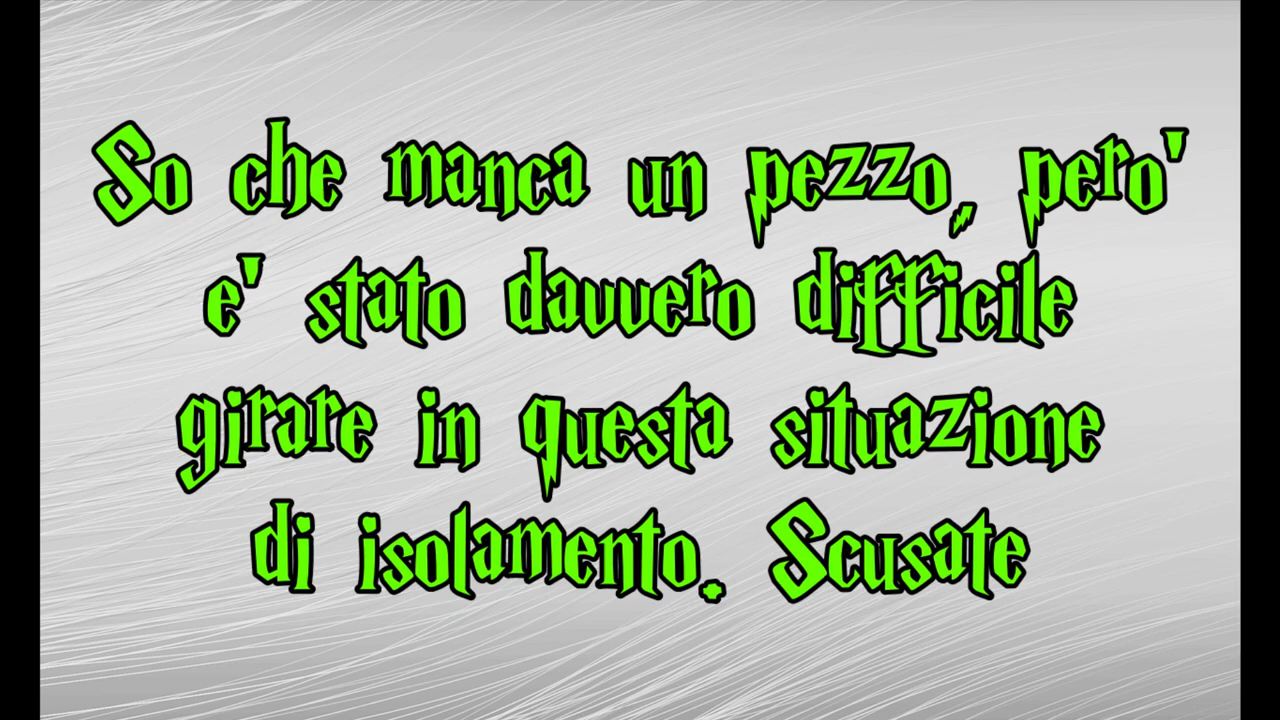 So che manca un pezzo, pero'
e' stato davvero difficile
girare in questa situazione
di isolamento. Scusate